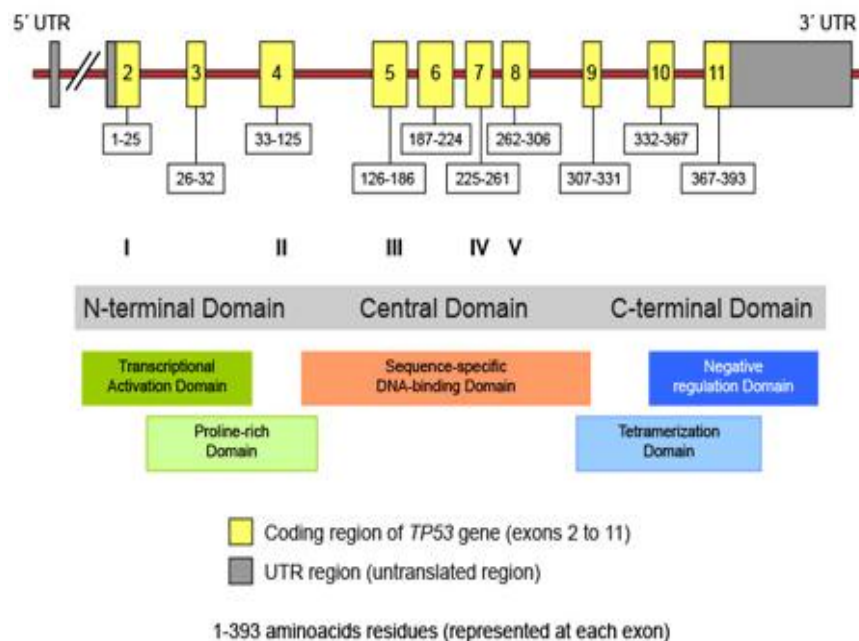 5´ UTR
3´ UTR
2
3
4
5
6
7
8
9
10
11
1-25
33-125
187-224
262-306
332-367
26-32
126-186
225-261
307-331
367-393
I
II
III
IV
V
N-terminal Domain
Central Domain
C-terminal Domain
Transcriptional
Activation Domain
Sequence-specific
DNA-binding Domain
Negative
regulation Domain
Proline-rich
Domain
Tetramerization
Domain
Coding region of TP53 gene (exons 2 to 11)
UTR region (untranslated region)
1-393 aminoacids residues (represented at each exon)